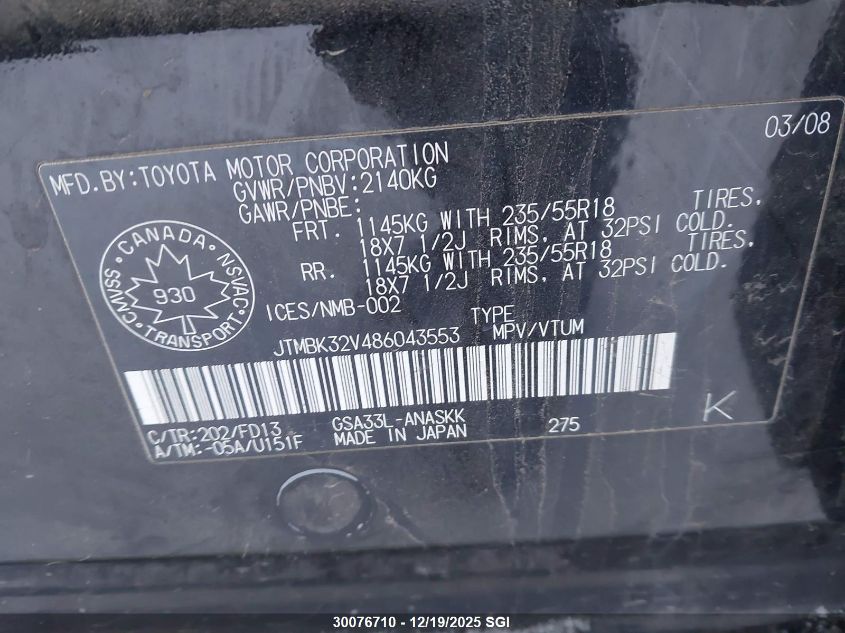 03/08
MFD.BY:TOYOTA MOTOR CORPORATION
GVWR/PNBV:2140KG
GAWR/PNBE:
FRT. 1145KG WITH 235/55R18 TIRES,
18X7 1/2J RIMS, AT 32PSI COLD.
RR. 1145KG WITH 235/55R18 TIRES,
18X7 1/2J RIMS, AT 32PSI COLD.
CANADA
CMVSS NSVAC
930
TRANSPORT
ICES/NMB-002
TYPE
JTMBK32V486043553 MPV/VTUM
C/TR:202/FD13 GSA33L-ANASKK 275 K
A/TM:-05A/U151F MADE IN JAPAN
30076710 - 12/19/2025 SGI